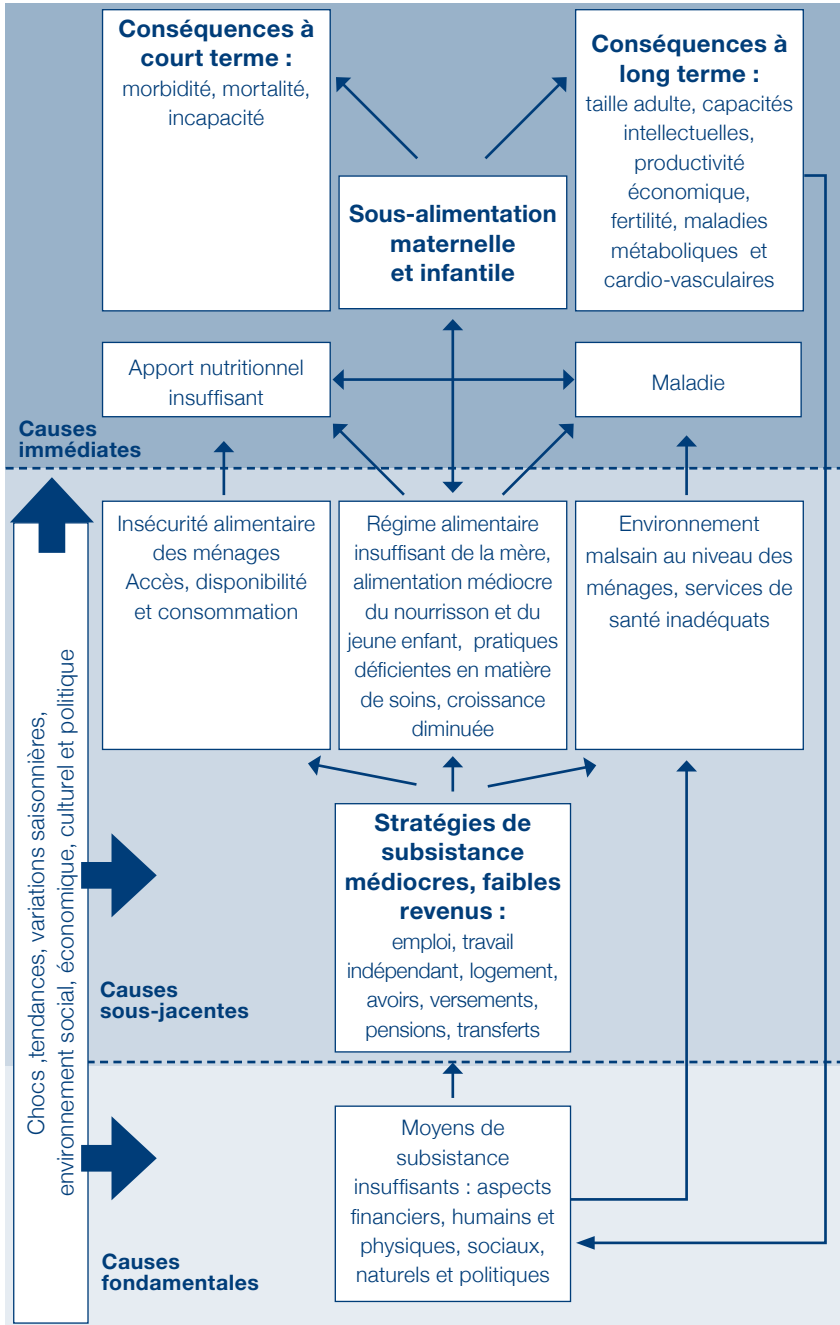 Conséquences à
court terme :
morbidité, mortalité,
incapacité
Conséquences à
long terme :
taille adulte, capacités
intellectuelles,
productivité
économique,
fertilité, maladies
métaboliques et
cardio-vasculaires
Sous-alimentation
maternelle
et infantile
Apport nutritionnel
insuffisant
Maladie
Causes
immédiates
Insécurité alimentaire
des ménages
Accès, disponibilité
et consommation
Régime alimentaire
insuffisant de la mère,
alimentation médiocre
du nourrisson et du
jeune enfant, pratiques
déficientes en matière
de soins, croissance
diminuée
Environnement
malsain au niveau des
ménages, services de
santé inadéquats
Chocs ,tendances, variations saisonnières,
environnement social, économique, culturel et politique
Stratégies de
subsistance
médiocres, faibles
revenus :
emploi, travail
indépendant, logement,
avoirs, versements,
pensions, transferts
Causes
sous-jacentes
Moyens de
subsistance
insuffisants : aspects
financiers, humains et
physiques, sociaux,
naturels et politiques
Causes
fondamentales